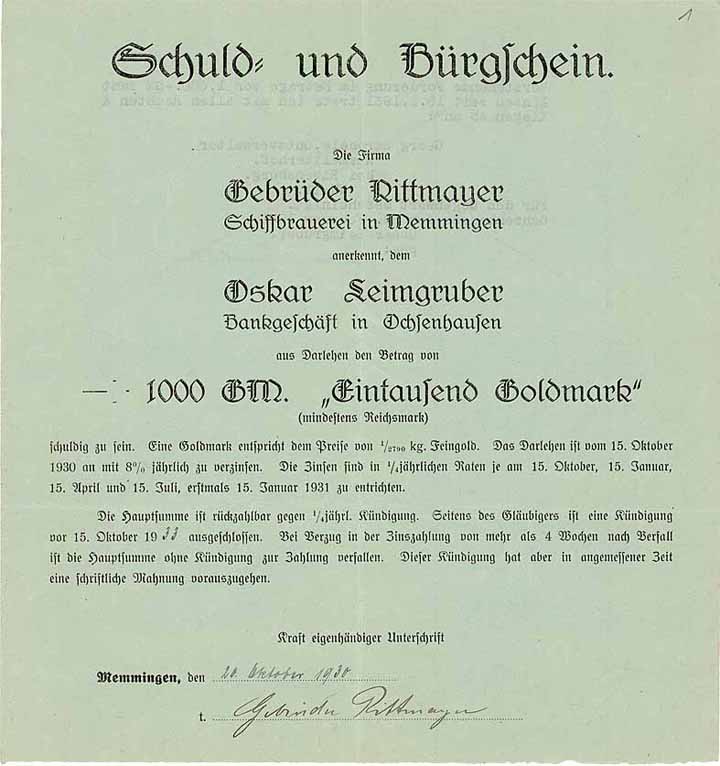 1
Schuld- und Bürgschein.
Die Firma
Gebrüder Rittmayer
Schiffbrauerei in Memmingen
anerkennt, dem
Oskar Leimgruber
Bankgeschäft in Ochsenhausen
aus Darlehen den Betrag von
1000 GM. „Eintausend Goldmark"
(mindestens Reichsmark)
schuldig zu sein. Eine Goldmark entspricht dem Preise von 1/2790 kg. Feingold. Das Darlehen ist vom 15. Oktober
1930 an mit 8% jährlich zu verzinsen. Die Zinsen sind in 1/4jährlichen Raten je am 15. Oktober, 15. Januar,
15. April und 15. Juli, erstmals 15. Januar 1931 zu entrichten.
Die Hauptsumme ist rückzahlbar gegen 1/4jährl. Kündigung. Seitens des Gläubigers ist eine Kündigung
vor 15. Oktober 1933 ausgeschlossen. Bei Verzug in der Zinszahlung von mehr als 4 Wochen nach Verfall
ist die Hauptsumme ohne Kündigung zur Zahlung verfallen. Dieser Kündigung hat aber in angemessener Zeit
eine schriftliche Mahnung vorauszugehen.
Kraft eigenhändiger Unterschrift
Memmingen, den 20. Oktober 1930
t. Gebrüder Rittmayer